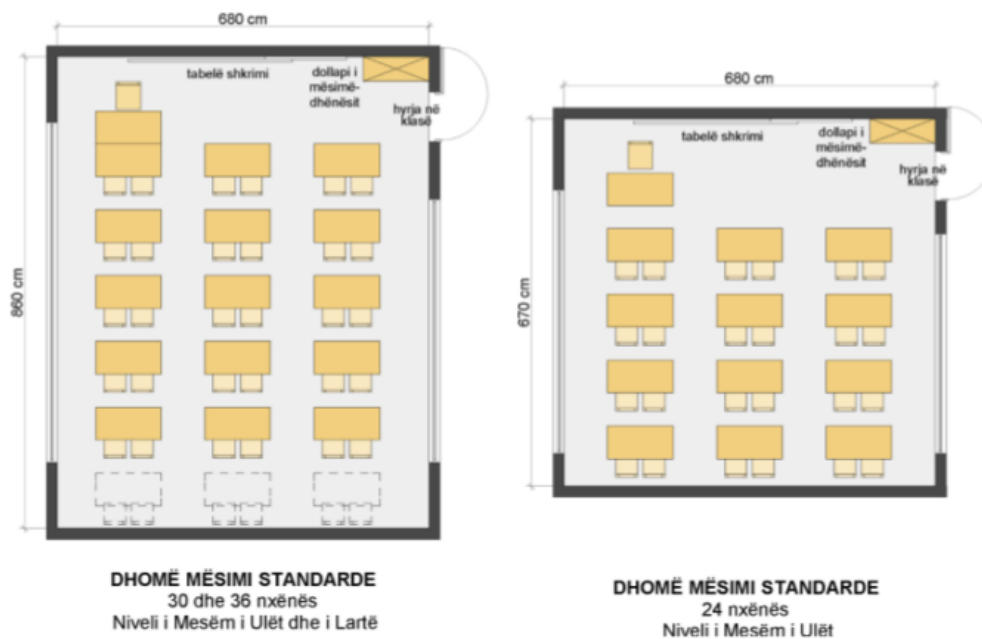 680 cm
tabelë shkrimi
dollapi i
mësimë-
dhënësit
hyrja në
klasë
860 cm
DHOMË MËSIMI STANDARDE
30 dhe 36 nxënës
Niveli i Mesëm i Ulët dhe i Lartë
680 cm
tabelë shkrimi
dollapi i
mësimë-
dhënësit
hyrja në
klasë
670 cm
DHOMË MËSIMI STANDARDE
24 nxënës
Niveli i Mesëm i Ulët